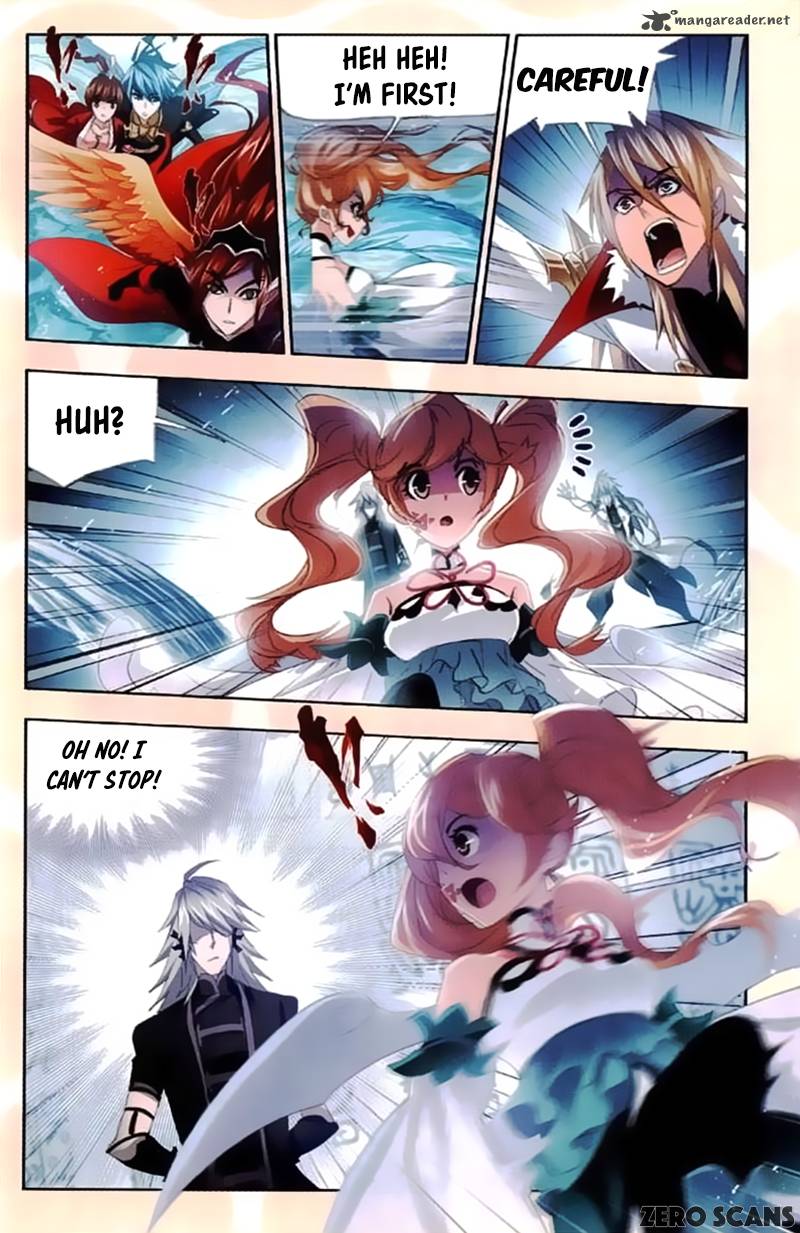 mangareader.net
HEH HEH!
I'M FIRST!
CAREFUL!
HUH?
OH NO! I
CAN'T STOP!
ZERO SCANS